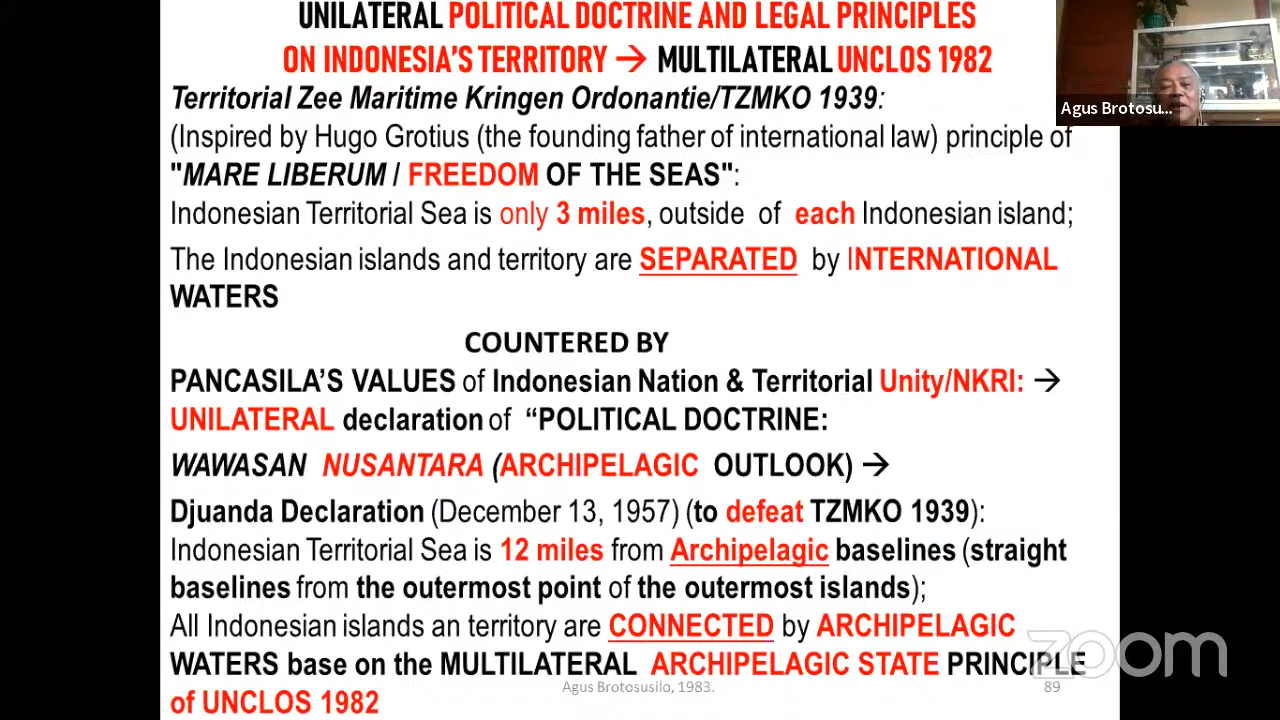 UNILATERAL POLITICAL DOCTRINE AND LEGAL PRINCIPLES
ON INDONESIA'S TERRITORY → MULTILATERAL UNCLOS 1982
Territorial Zee Maritime Kringen Ordonantie/TZMKO 1939:
(Inspired by Hugo Grotius (the founding father of international law) principle of
"MARE LIBERUM / FREEDOM OF THE SEAS":
Indonesian Territorial Sea is only 3 miles, outside of each Indonesian island;
The Indonesian islands and territory are SEPARATED by INTERNATIONAL
WATERS
COUNTERED BY
PANCASILA'S VALUES of Indonesian Nation & Territorial Unity/NKRI: →
UNILATERAL declaration of “POLITICAL DOCTRINE:
WAWASAN NUSANTARA (ARCHIPELAGIC OUTLOOK) →
Djuanda Declaration (December 13, 1957) (to defeat TZMKO 1939):
Indonesian Territorial Sea is 12 miles from Archipelagic baselines (straight
baselines from the outermost point of the outermost islands);
All Indonesian islands an territory are CONNECTED by ARCHIPELAGIC
WATERS base on the MULTILATERAL ARCHIPELAGIC STATE PRINCIPLE
of UNCLOS 1982
Agus Brotosusilo, 1983.
89
Agus Brotosu...
zoom